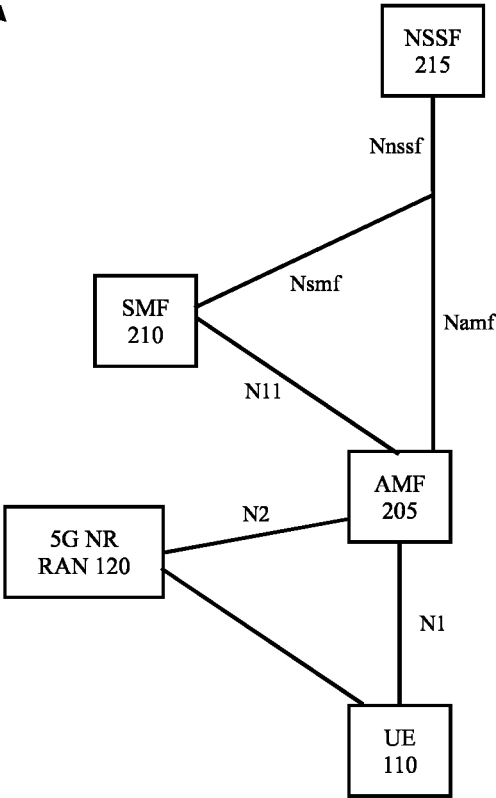 NSSF
215
Nnssf
Nsmf
SMF
210
Namf
N11
AMF
205
N2
5G NR
RAN 120
N1
UE
110